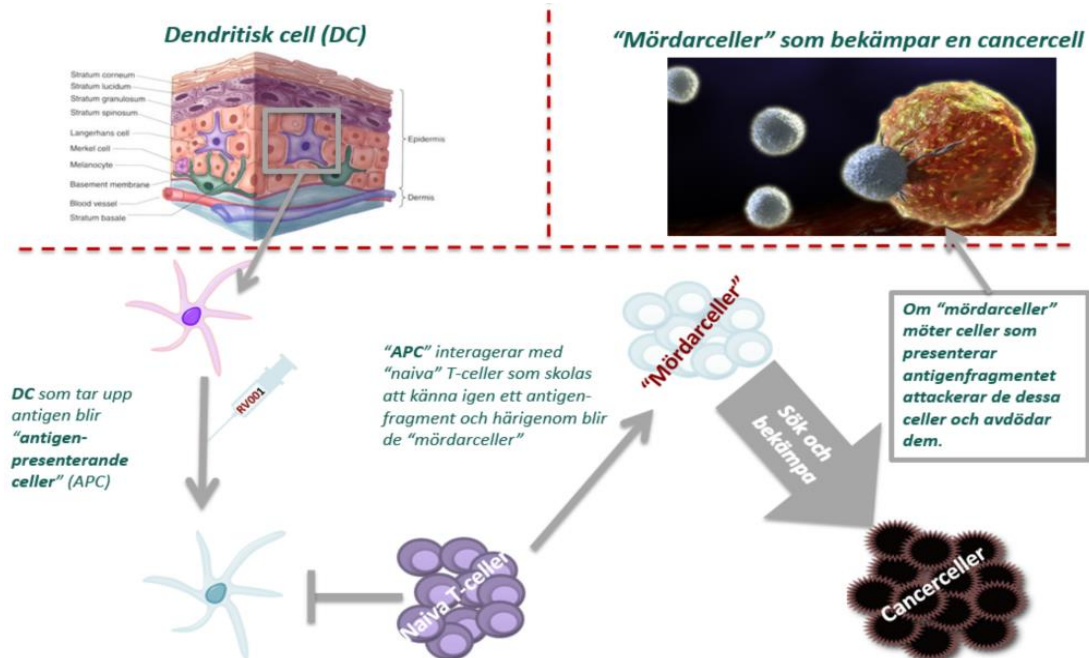 Dendritisk cell (DC)
Stratum corneum
Stratum lucidum
Stratum granulosum
Stratum spinosum
Langerhans cell
Merkel cell
Melanocyte
Basement membrane
Blood vessel
Stratum basale
Epidermis
Dermis
“Mördarceller” som bekämpar en cancercell
DC som tar upp
antigen blir
“antigen-
presenterande
celler” (APC)
RV001
“APC” interagerar med
“naiva” T-celler som skolas
att känna igen ett antigen-
fragment och härigenom blir
de “mördarceller”
Naiva T-celler
“Mördarceller”
Sök och
bekämpa
Cancerceller
Om “mördarceller”
möter celler som
presenterar
antigenfragmentet
attackerar de dessa
celler och avdödar
dem.